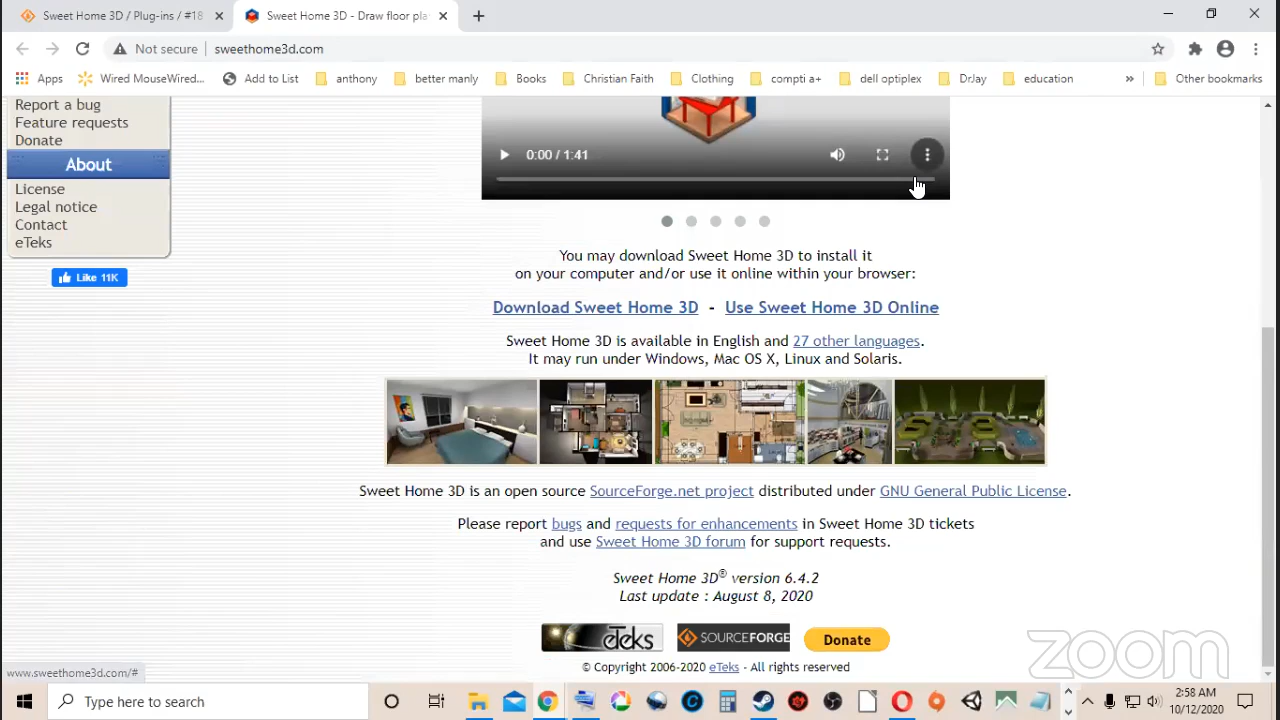 Sweet Home 3D / Plug-ins / #18
Sweet Home 3D - Draw floor pla
Not secure
sweethome3d.com
Apps
Wired MouseWired...
Add to List
anthony
better manly
Books
Christian Faith
Clothing
compti a+
dell optiplex
DrJay
education
»
Other bookmarks
Report a bug
Feature requests
Donate
About
License
Legal notice
Contact
eTeks
Like 11K
0:00 / 1:41
You may download Sweet Home 3D to install it
on your computer and/or use it online within your browser:
Download Sweet Home 3D - Use Sweet Home 3D Online
Sweet Home 3D is available in English and 27 other languages.
It may run under Windows, Mac OS X, Linux and Solaris.
Sweet Home 3D is an open source SourceForge.net project distributed under GNU General Public License.
Please report bugs and requests for enhancements in Sweet Home 3D tickets
and use Sweet Home 3D forum for support requests.
Sweet Home 3D® version 6.4.2
Last update : August 8, 2020
eTeks
SOURCEFORGE
Donate
© Copyright 2006-2020 eTeks - All rights reserved
zoom
www.sweethome3d.com/#
Type here to search
2:58 AM
10/12/2020